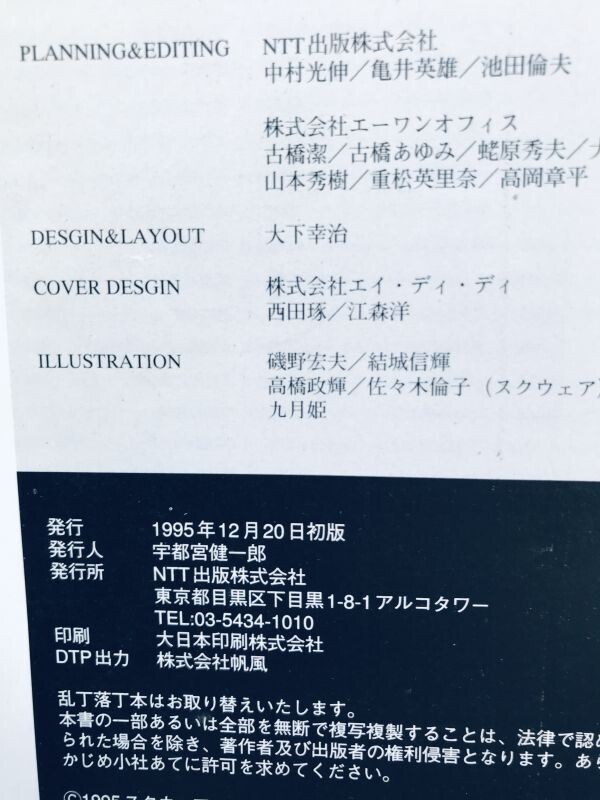 PLANNING&EDITING NTT出版株式会社
中村光伸／亀井英雄／池田倫夫
株式会社エーワンオフィス
古橋潔／古橋あゆみ／蛯原秀夫／
山本秀樹／重松英里奈／高岡章平
DESGIN&LAYOUT 大下幸治
COVER DESGIN 株式会社エイ・ディ・ディ
西田琢／江森洋
ILLUSTRATION 磯野宏夫／結城信輝
高橋政輝／佐々木倫子（スクウェア）
九月姫
発行 1995年12月20日初版
発行人 宇都宮健一郎
発行所 NTT出版株式会社
東京都目黒区下目黒1-8-1アルコタワー
TEL:03-5434-1010
印刷 大日本印刷株式会社
DTP出力 株式会社帆風
乱丁落丁本はお取り替えいたします。
本書の一部あるいは全部を無断で複写複製することは、法律で認め
られた場合を除き、著作者及び出版者の権利侵害となります。あら
かじめ小社あてに許可を求めてください。
©1995